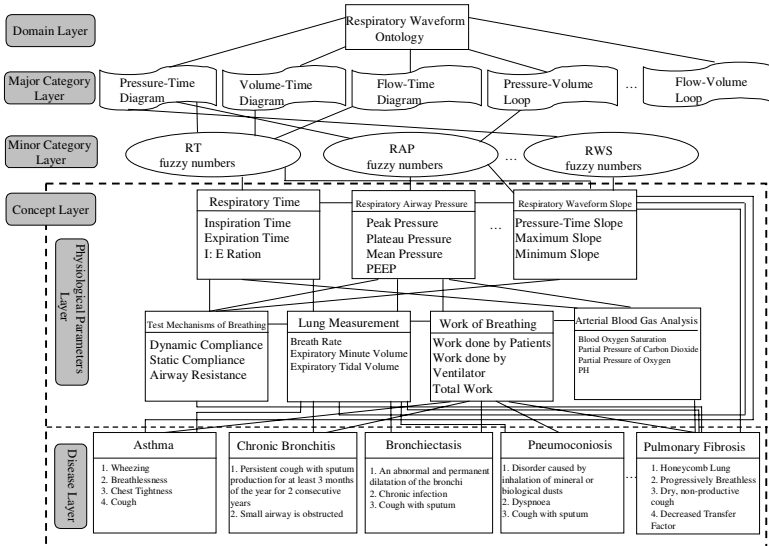 Domain Layer
Respiratory Waveform
Ontology
Major Category
Layer
Pressure-Time
Diagram
Volume-Time
Diagram
Flow-Time
Diagram
Pressure-Volume
Loop
...
Flow-Volume
Loop
Minor Category
Layer
RT
fuzzy numbers
RAP
fuzzy numbers
...
RWS
fuzzy numbers
Concept Layer
Respiratory Time
Inspiration Time
Expiration Time
I: E Ration
Respiratory Airway Pressure
Peak Pressure
Plateau Pressure
Mean Pressure
PEEP
...
Respiratory Waveform Slope
Pressure-Time Slope
Maximum Slope
Minimum Slope
Physiological Parameters
Layer
Test Mechanisms of Breathing
Dynamic Compliance
Static Compliance
Airway Resistance
Lung Measurement
Breath Rate
Expiratory Minute Volume
Expiratory Tidal Volume
Work of Breathing
Work done by Patients
Work done by
Ventilator
Total Work
Arterial Blood Gas Analysis
Blood Oxygen Saturation
Partial Pressure of Carbon Dioxide
Partial Pressure of Oxygen
PH
Disease Layer
Asthma
1. Wheezing
2. Breathlessness
3. Chest Tightness
4. Cough
Chronic Bronchitis
1. Persistent cough with sputum
production for at least 3 months
of the year for 2 consecutive
years
2. Small airway is obstructed
Bronchiectasis
1. An abnormal and permanent
dilatation of the bronchi
2. Chronic infection
3. Cough with sputum
Pneumoconiosis
1. Disorder caused by
inhalation of mineral or
biological dusts
2. Dyspnoea
3. Cough with sputum
...
Pulmonary Fibrosis
1. Honeycomb Lung
2. Progressively Breathless
3. Dry, non-productive
cough
4. Decreased Transfer
Factor